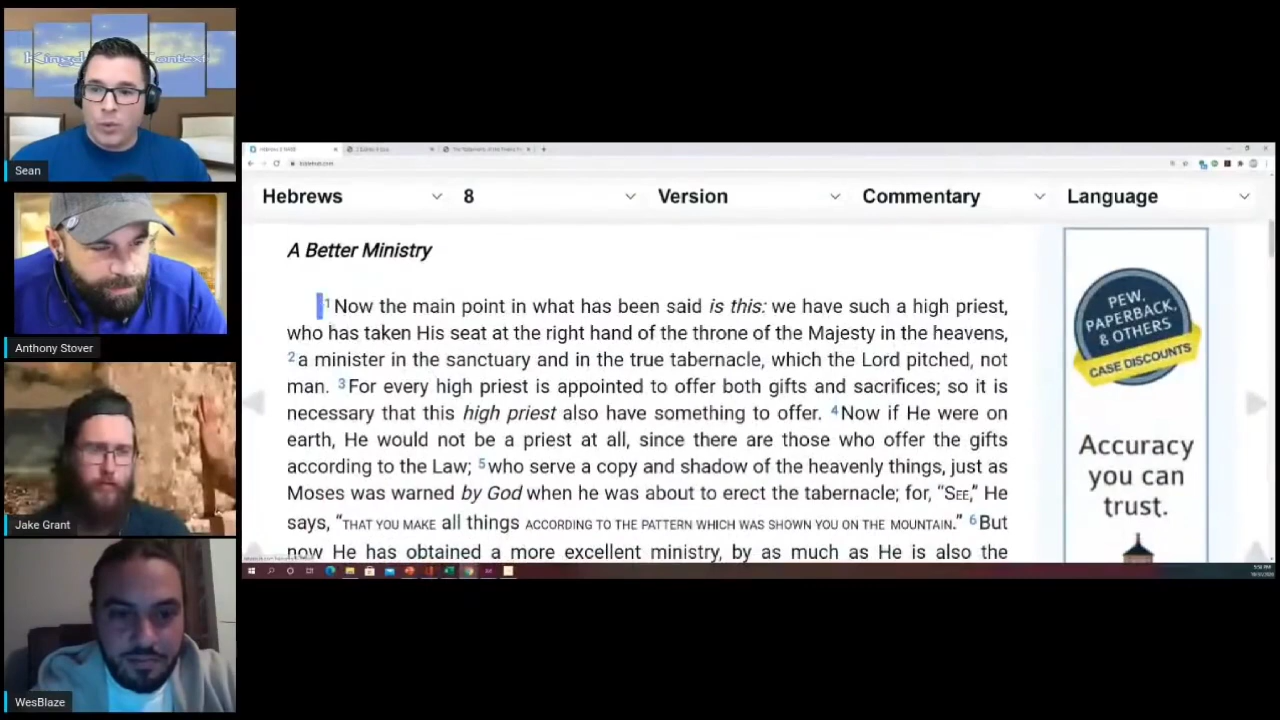 Kingd
Context
Sean
Anthony Stover
Jake Grant
WesBlaze
Hebrews
8
Version
Commentary
Language
A Better Ministry
1 Now the main point in what has been said is this: we have such a high priest,
who has taken His seat at the right hand of the throne of the Majesty in the heavens,
2 a minister in the sanctuary and in the true tabernacle, which the Lord pitched, not
man. 3 For every high priest is appointed to offer both gifts and sacrifices; so it is
necessary that this high priest also have something to offer. 4 Now if He were on
earth, He would not be a priest at all, since there are those who offer the gifts
according to the Law; 5 who serve a copy and shadow of the heavenly things, just as
Moses was warned by God when he was about to erect the tabernacle; for, “SEE,” He
says, “THAT YOU MAKE all things ACCORDING TO THE PATTERN WHICH WAS SHOWN YOU ON THE MOUNTAIN.” 6 But
now He has obtained a more excellent ministry, by as much as He is also the
PEW,
PAPERBACK,
& OTHERS
CASE DISCOUNTS
Accuracy
you can
trust.